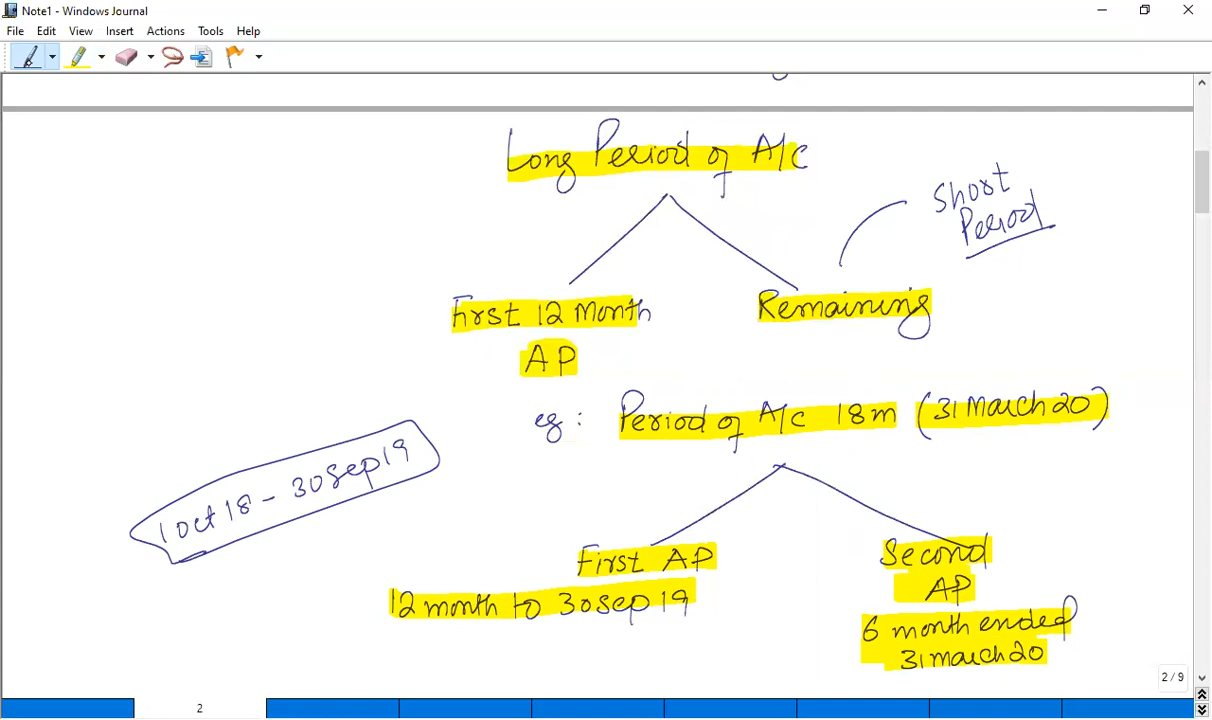 Note1 - Windows Journal
File Edit View Insert Actions Tools Help
Long Period of A/c
Short
Period
First 12 Month
AP
Remaining
eg: Period of A/c 18m (31 March 20)
1 Oct 18 - 30 Sep 19
First AP
12 month to 30 Sep 19
Second
AP
6 month ended
31 March 20
2 / 9
2